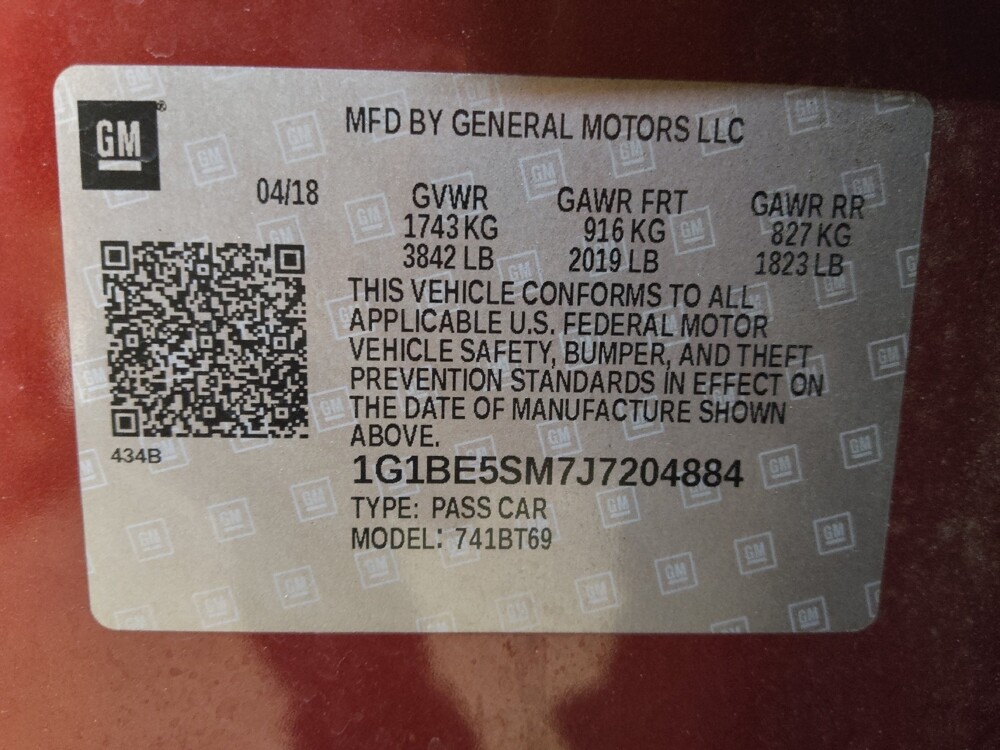 GM®
MFD BY GENERAL MOTORS LLC
04/18
GVWR GAWR FRT GAWR RR
1743 KG 916 KG 827 KG
3842 LB 2019 LB 1823 LB
THIS VEHICLE CONFORMS TO ALL
APPLICABLE U.S. FEDERAL MOTOR
VEHICLE SAFETY, BUMPER, AND THEFT
PREVENTION STANDARDS IN EFFECT ON
THE DATE OF MANUFACTURE SHOWN
ABOVE.
434B
1G1BE5SM7J7204884
TYPE: PASS CAR
MODEL: 741BT69